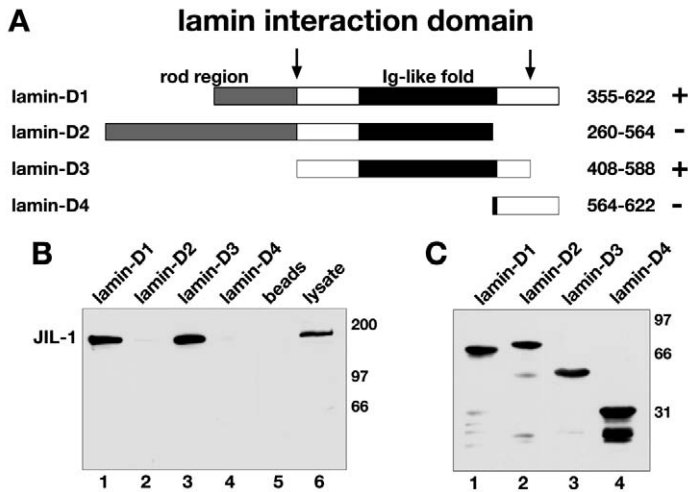 A
lamin interaction domain
rod region
Ig-like fold
lamin-D1 355-622 +
lamin-D2 260-564 -
lamin-D3 408-588 +
lamin-D4 564-622 -
B
lamin-D1 lamin-D2 lamin-D3 lamin-D4 beads lysate
JIL-1
200
97
66
1 2 3 4 5 6
C
lamin-D1 lamin-D2 lamin-D3 lamin-D4
97
66
31
1 2 3 4